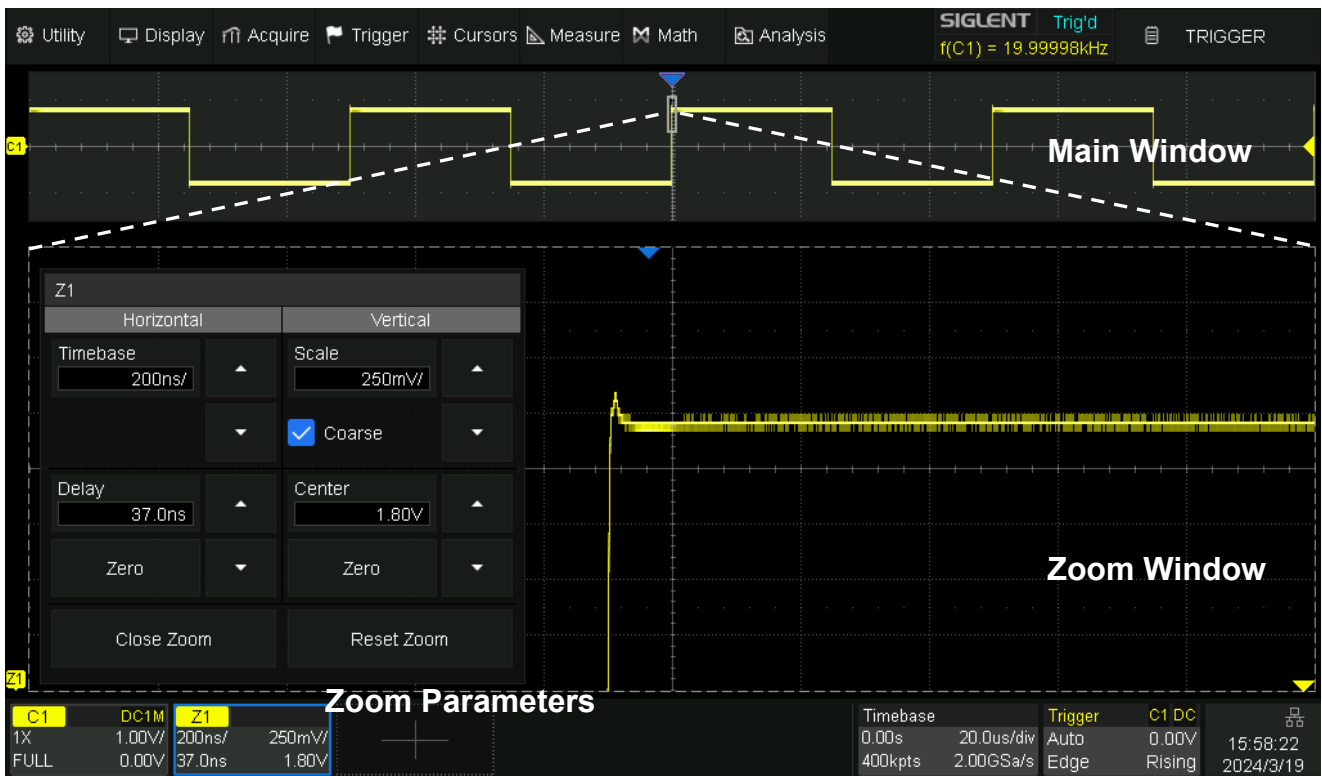 Utility Display Acquire Trigger Cursors Measure Math Analysis SIGLENT Trig'd TRIGGER
f(C1) = 19.99998kHz
C1
Main Window
Z1
Horizontal Vertical
Timebase Scale
200ns/ 250mV/
Coarse
Delay Center
37.0ns 1.80V
Zero Zero
Zoom Window
Close Zoom Reset Zoom
Z1
Zoom Parameters
C1 DC1M Z1 Timebase Trigger C1 DC
1X 1.00V/ 200ns/ 250mV/ 0.00s 20.0us/div Auto 0.00V 15:58:22
FULL 0.00V 37.0ns 1.80V 400kpts 2.00GSa/s Edge Rising 2024/3/19